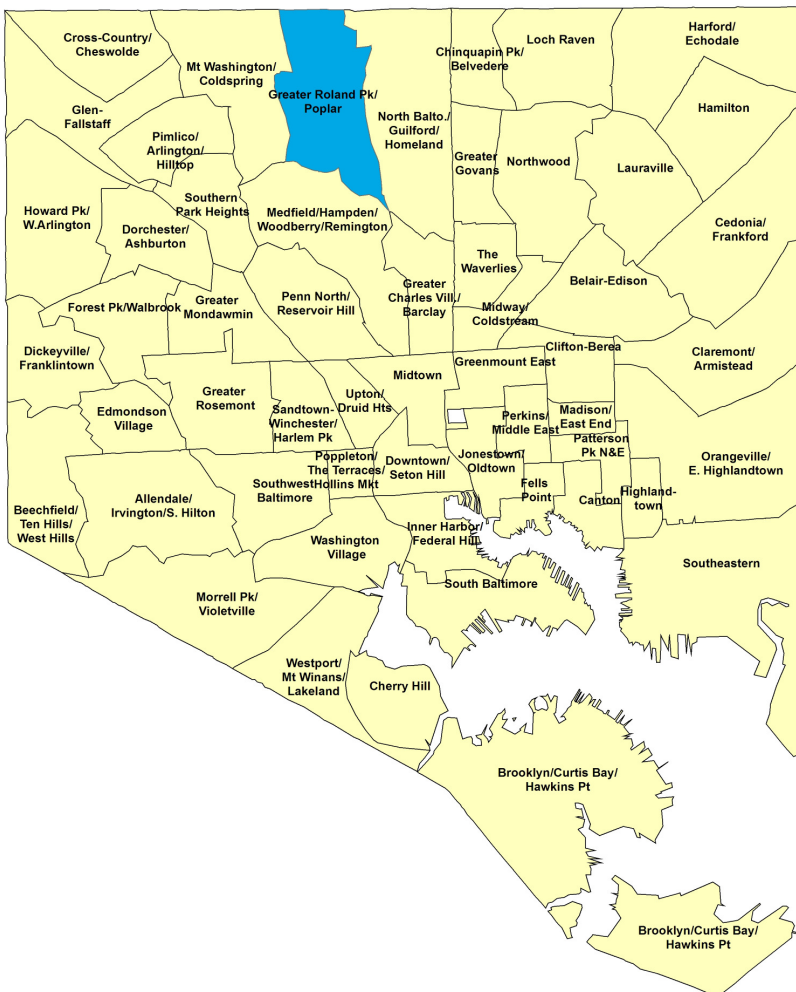 Cross-Country/
Cheswolde
Mt Washington/
Coldspring
Greater Roland Pk/
Poplar
North Balto./
Guilford/
Homeland
Chinquapin Pk/
Belvedere
Loch Raven
Harford/
Echodale
Glen-
Fallstaff
Pimlico/
Arlington/
Hilltop
Hamilton
Greater
Govans
Northwood
Lauraville
Howard Pk/
W.Arlington
Dorchester/
Ashburton
Southern
Park Heights
Medfield/Hampden/
Woodberry/Remington
Cedonia/
Frankford
The
Waverlies
Belair-Edison
Forest Pk/Walbrook
Greater
Mondawmin
Penn North/
Reservoir Hill
Greater
Charles Vill./
Barclay
Midway/
Coldstream
Dickeyville/
Franklintown
Clifton-Berea
Claremont/
Armistead
Greenmount East
Midtown
Edmondson
Village
Greater
Rosemont
Sandtown-
Winchester/
Harlem Pk
Upton/
Druid Hts
Perkins/
Middle East
Madison/
East End
Patterson
Pk N&E
Orangeville/
E. Highlandtown
Poppleton/
The Terraces/
Hollins Mkt
Downtown/
Seton Hill
Jonestown/
Oldtown
Fells
Point
Canton
Highland-
town
Beechfield/
Ten Hills/
West Hills
Allendale/
Irvington/S. Hilton
Southwest
Baltimore
Washington
Village
Inner Harbor/
Federal Hill
Southeastern
South Baltimore
Morrell Pk/
Violetville
Westport/
Mt Winans/
Lakeland
Cherry Hill
Brooklyn/Curtis Bay/
Hawkins Pt
Brooklyn/Curtis Bay/
Hawkins Pt